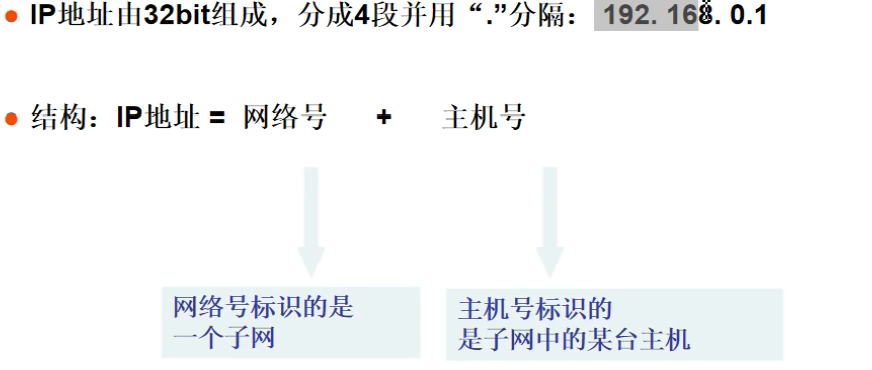 IP地址由32bit组成，分成4段并用“.”分隔： 192. 168. 0.1
结构：IP地址 = 网络号 + 主机号
网络号标识的是
一个子网
主机号标识的
是子网中的某台主机